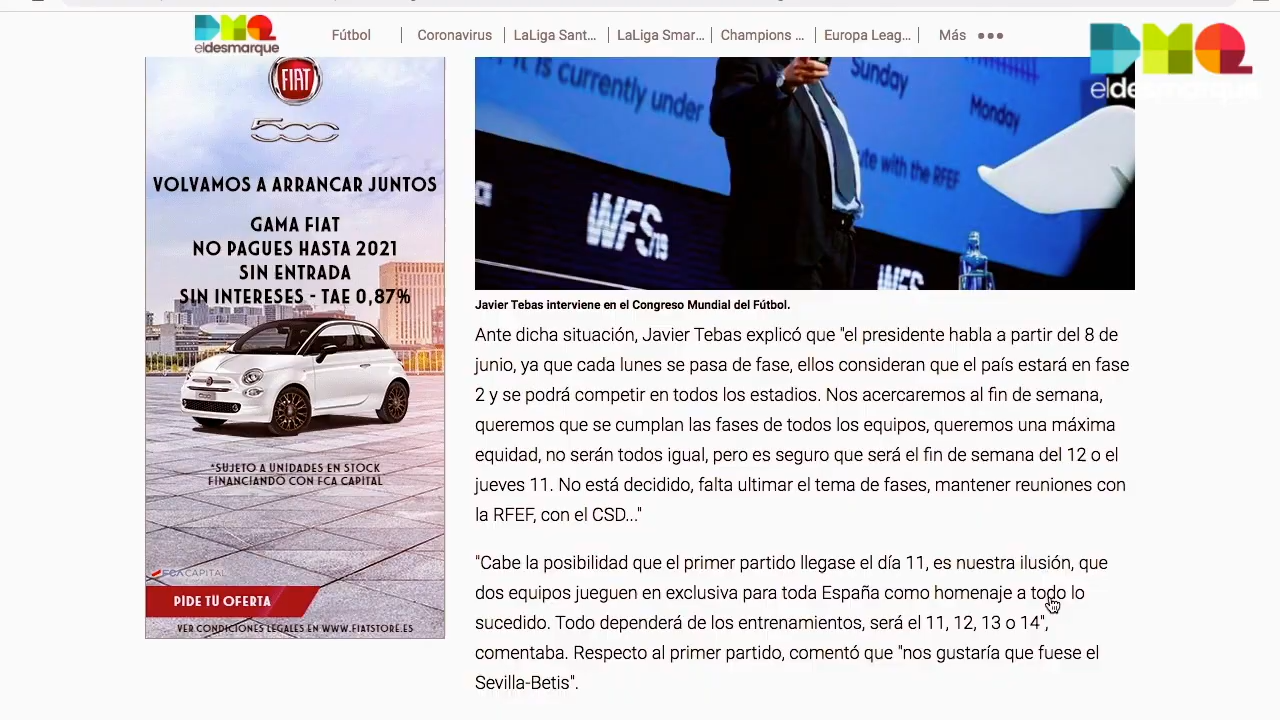 DMQ
eldesmarque
Fútbol
Coronavirus
LaLiga Sant...
LaLiga Smar...
Champions ...
Europa Leag...
Más
DMQ
FIAT
500
VOLVAMOS A ARRANCAR JUNTOS
GAMA FIAT
NO PAGUES HASTA 2021
SIN ENTRADA
SIN INTERESES - TAE 0,87%
*SUJETO A UNIDADES EN STOCK
FINANCIANDO CON FCA CAPITAL
FCA CAPITAL
PIDE TU OFERTA
VER CONDICIONES LEGALES EN WWW.FIATSTORE.ES
it is currently under
Sunday
Monday
with the RFEF
WFS19
WFS
Javier Tebas interviene en el Congreso Mundial del Fútbol.
Ante dicha situación, Javier Tebas explicó que "el presidente habla a partir del 8 de
junio, ya que cada lunes se pasa de fase, ellos consideran que el país estará en fase
2 y se podrá competir en todos los estadios. Nos acercaremos al fin de semana,
queremos que se cumplan las fases de todos los equipos, queremos una máxima
equidad, no serán todos igual, pero es seguro que será el fin de semana del 12 o el
jueves 11. No está decidido, falta ultimar el tema de fases, mantener reuniones con
la RFEF, con el CSD..."
"Cabe la posibilidad que el primer partido llegase el día 11, es nuestra ilusión, que
dos equipos jueguen en exclusiva para toda España como homenaje a todo lo
sucedido. Todo dependerá de los entrenamientos, será el 11, 12, 13 o 14",
comentaba. Respecto al primer partido, comentó que "nos gustaría que fuese el
Sevilla-Betis".